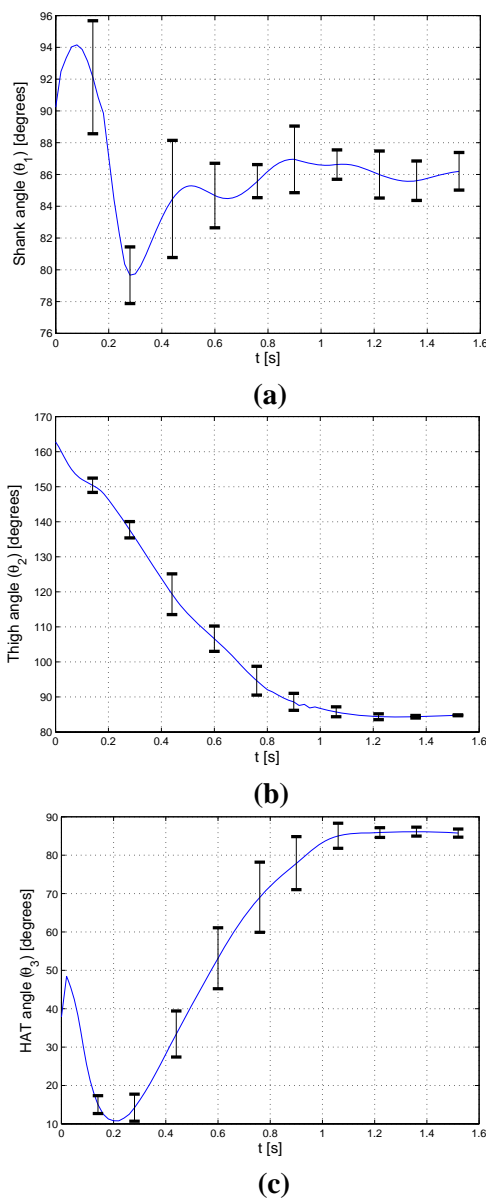 96
94
92
90
88
86
84
82
80
78
76
Shank angle (θ1) [degrees]
0 0.2 0.4 0.6 0.8 1 1.2 1.4 1.6
t [s]
(a)
170
160
150
140
130
120
110
100
90
80
Thigh angle (θ2) [degrees]
0 0.2 0.4 0.6 0.8 1 1.2 1.4 1.6
t [s]
(b)
90
80
70
60
50
40
30
20
10
HAT angle (θ3) [degrees]
0 0.2 0.4 0.6 0.8 1 1.2 1.4 1.6
t [s]
(c)